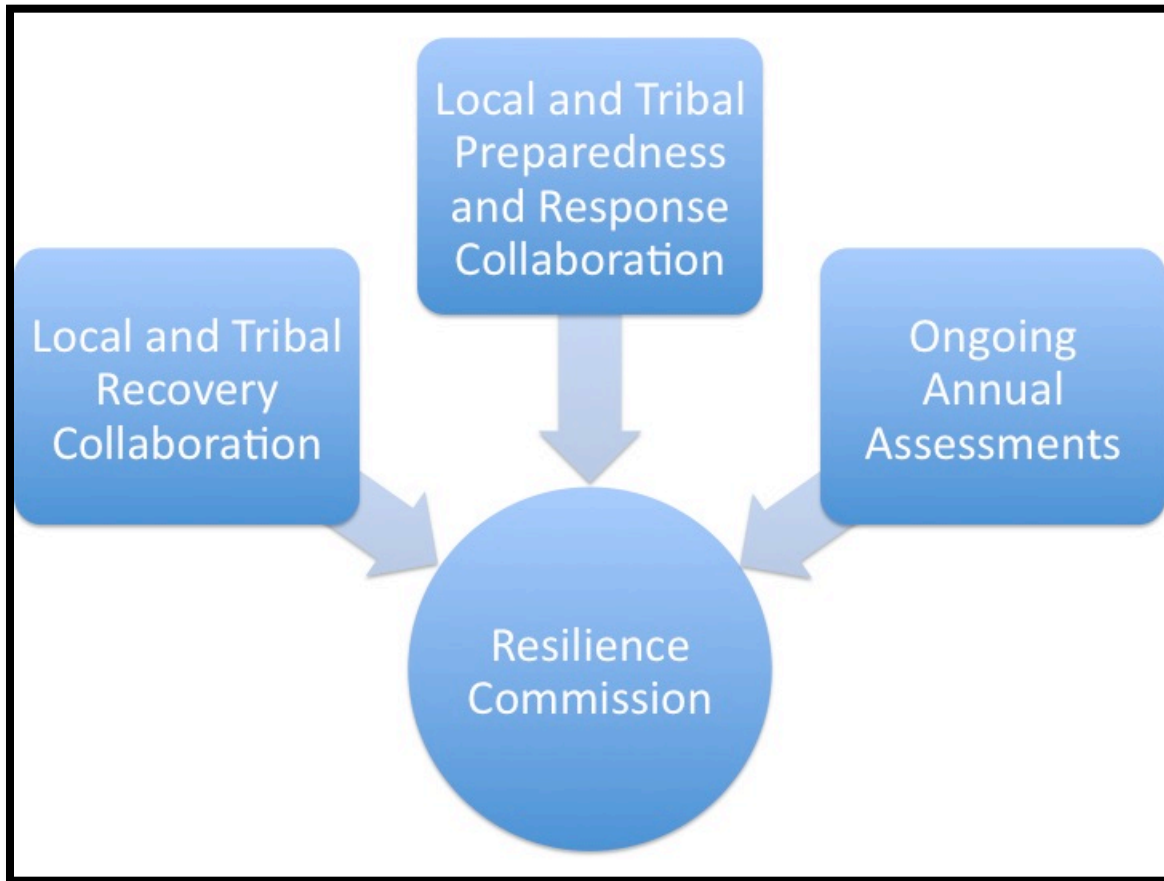 Local and Tribal
Preparedness
and Response
Collaboration
Local and Tribal
Recovery
Collaboration
Ongoing
Annual
Assessments
Resilience
Commission